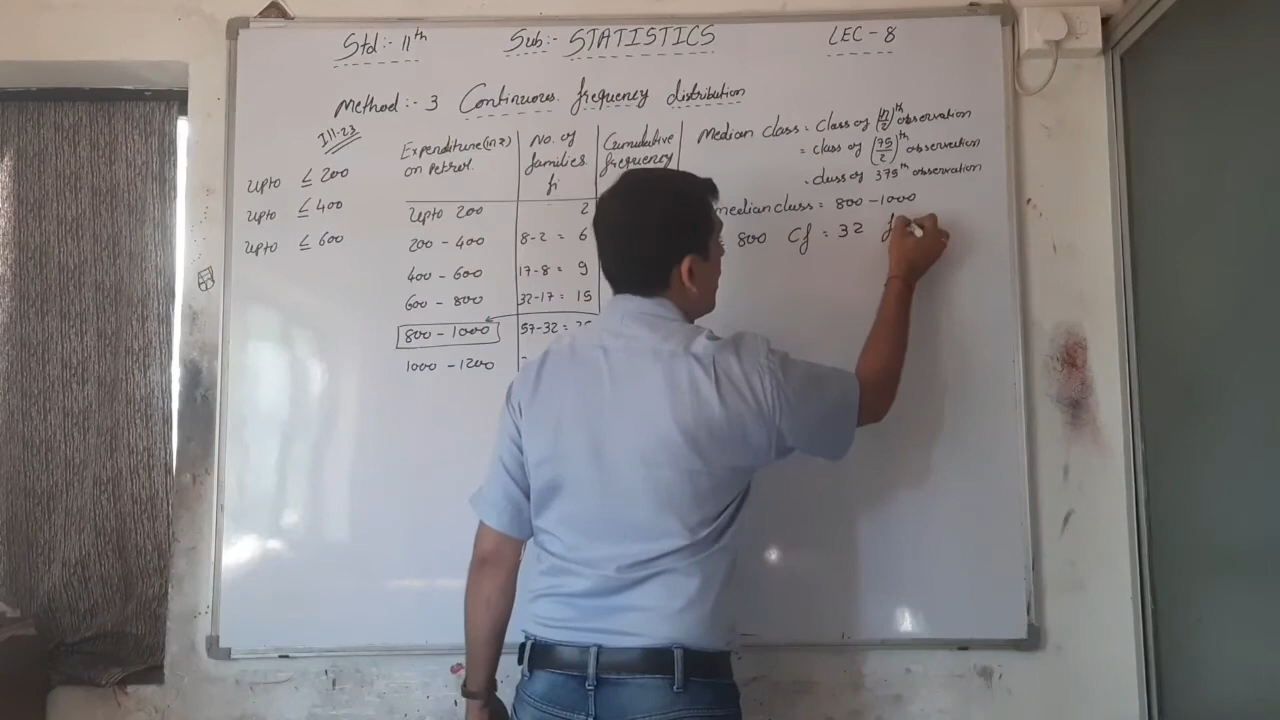 Std:- 11th Sub:- STATISTICS LEC-8
Method:- 3 Continuous frequency distribution
Ill-23
upto ≤ 200
upto ≤ 400
upto ≤ 600
Expenditure (in ₹) on Petrol.
No. of families fi
Cumulative frequency
Upto 200 2
200 - 400 8-2 = 6
400 - 600 17-8 = 9
600 - 800 32-17 = 15
800 - 1000 57-32 =
1000 - 1200
Median class = class of (n/2)th observation
= class of (75/2)th observation
= class of 37.5th observation
median class = 800 - 1000
800 Cf = 32 f